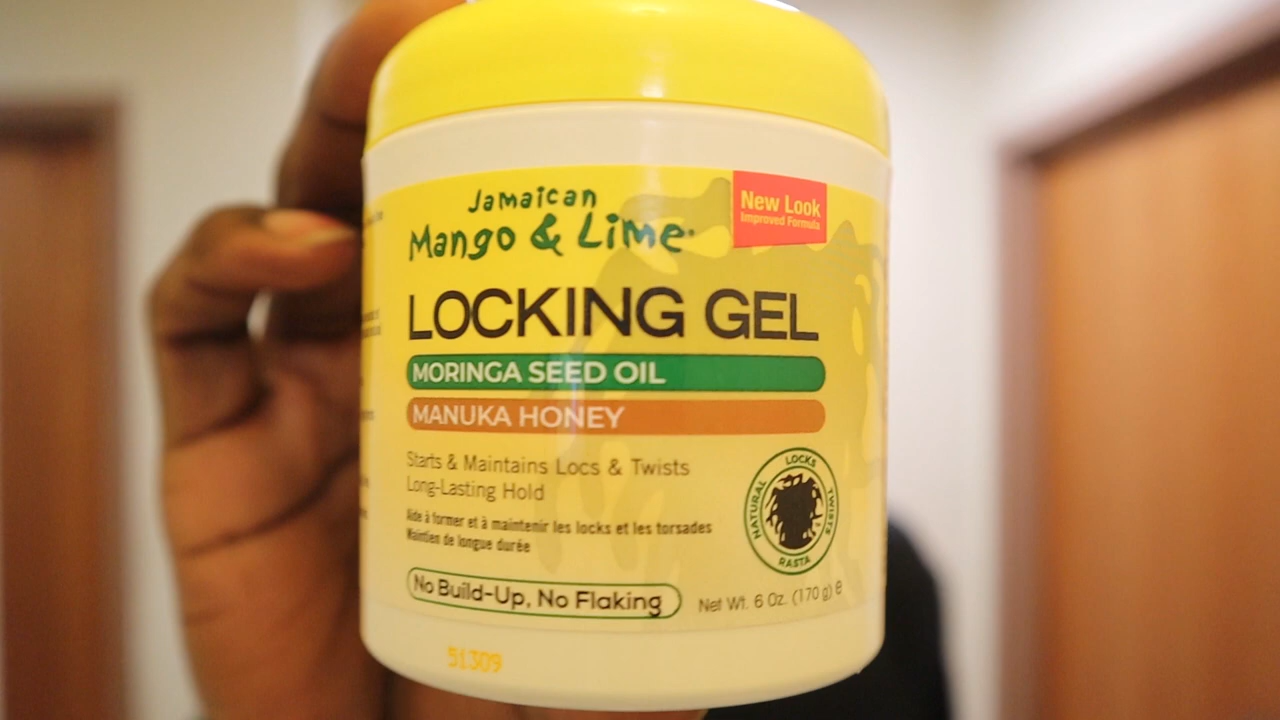 Jamaican
Mango & Lime
New Look
Improved Formula
LOCKING GEL
MORINGA SEED OIL
MANUKA HONEY
Starts & Maintains Locs & Twists
Long-Lasting Hold
Aide à former et à maintenir les locks et les torsades
Maintien de longue durée
LOCKS
TWISTS
RASTA
NATURAL
No Build-Up, No Flaking
Net Wt. 6 Oz. (170 g) e
51309